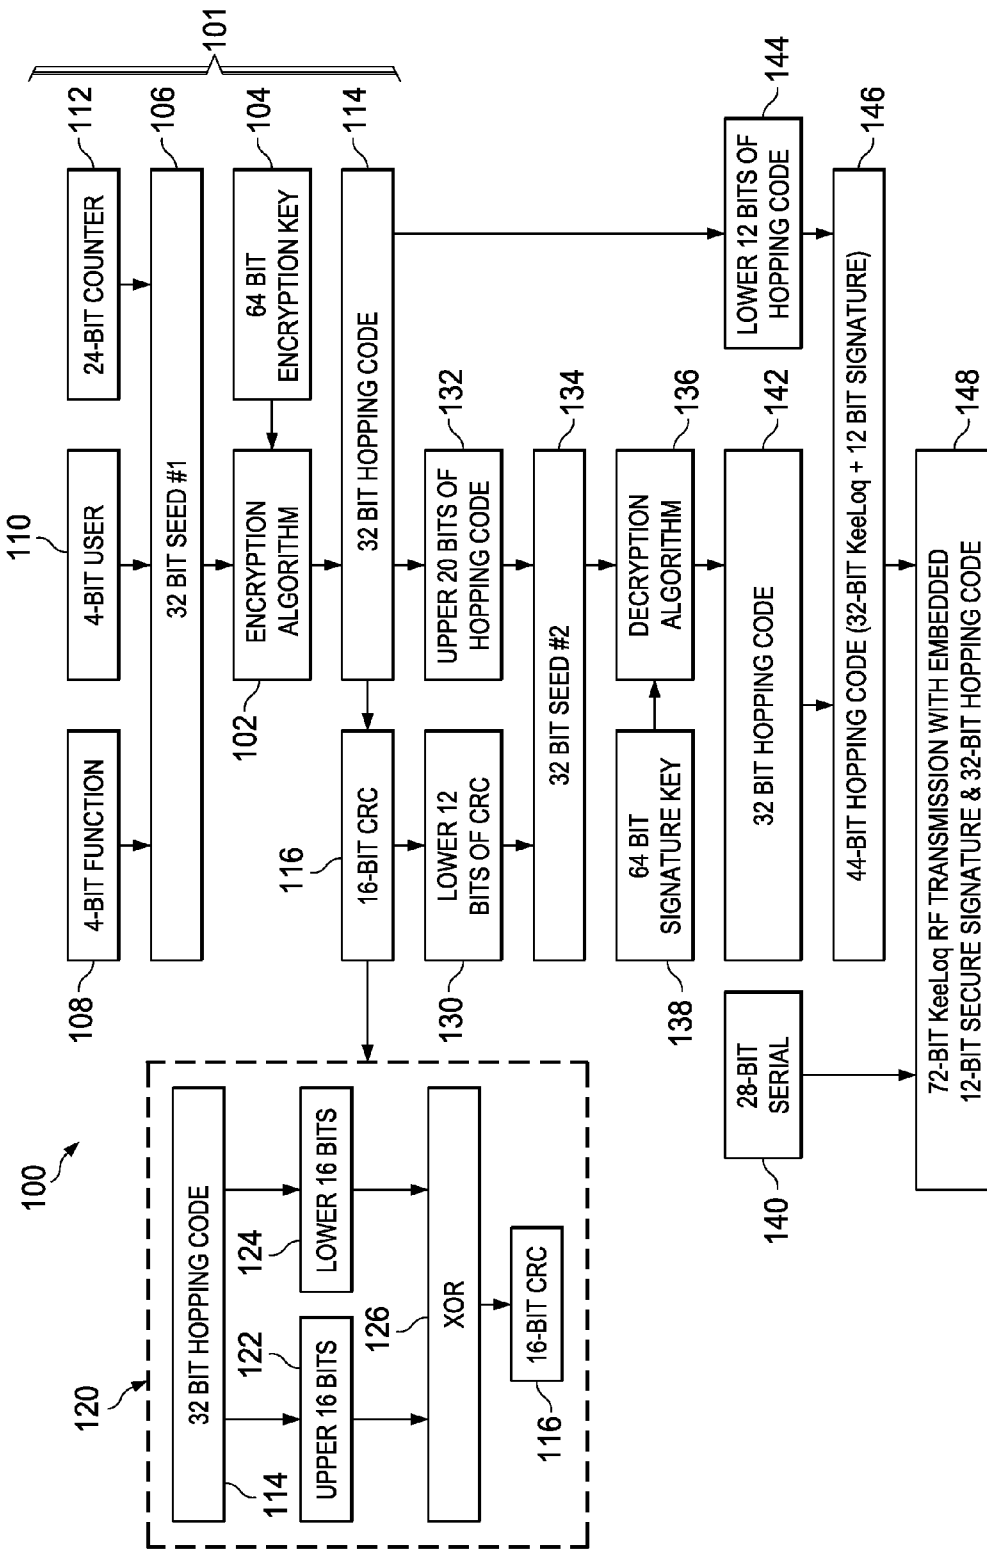 100
101
108
4-BIT FUNCTION
110
4-BIT USER
24-BIT COUNTER
112
32 BIT SEED #1
106
102
ENCRYPTION
ALGORITHM
64 BIT
ENCRYPTION KEY
104
116
16-BIT CRC
32 BIT HOPPING CODE
114
130
LOWER 12
BITS OF CRC
UPPER 20 BITS OF
HOPPING CODE
132
32 BIT SEED #2
134
138
64 BIT
SIGNATURE KEY
DECRYPTION
ALGORITHM
136
140
28-BIT
SERIAL
32 BIT HOPPING CODE
142
LOWER 12 BITS OF
HOPPING CODE
144
44-BIT HOPPING CODE (32-BIT KeeLoq + 12 BIT SIGNATURE)
146
72-BIT KeeLoq RF TRANSMISSION WITH EMBEDDED
12-BIT SECURE SIGNATURE & 32-BIT HOPPING CODE
148
120
32 BIT HOPPING CODE
114
122
UPPER 16 BITS
124
LOWER 16 BITS
126
XOR
16-BIT CRC
116